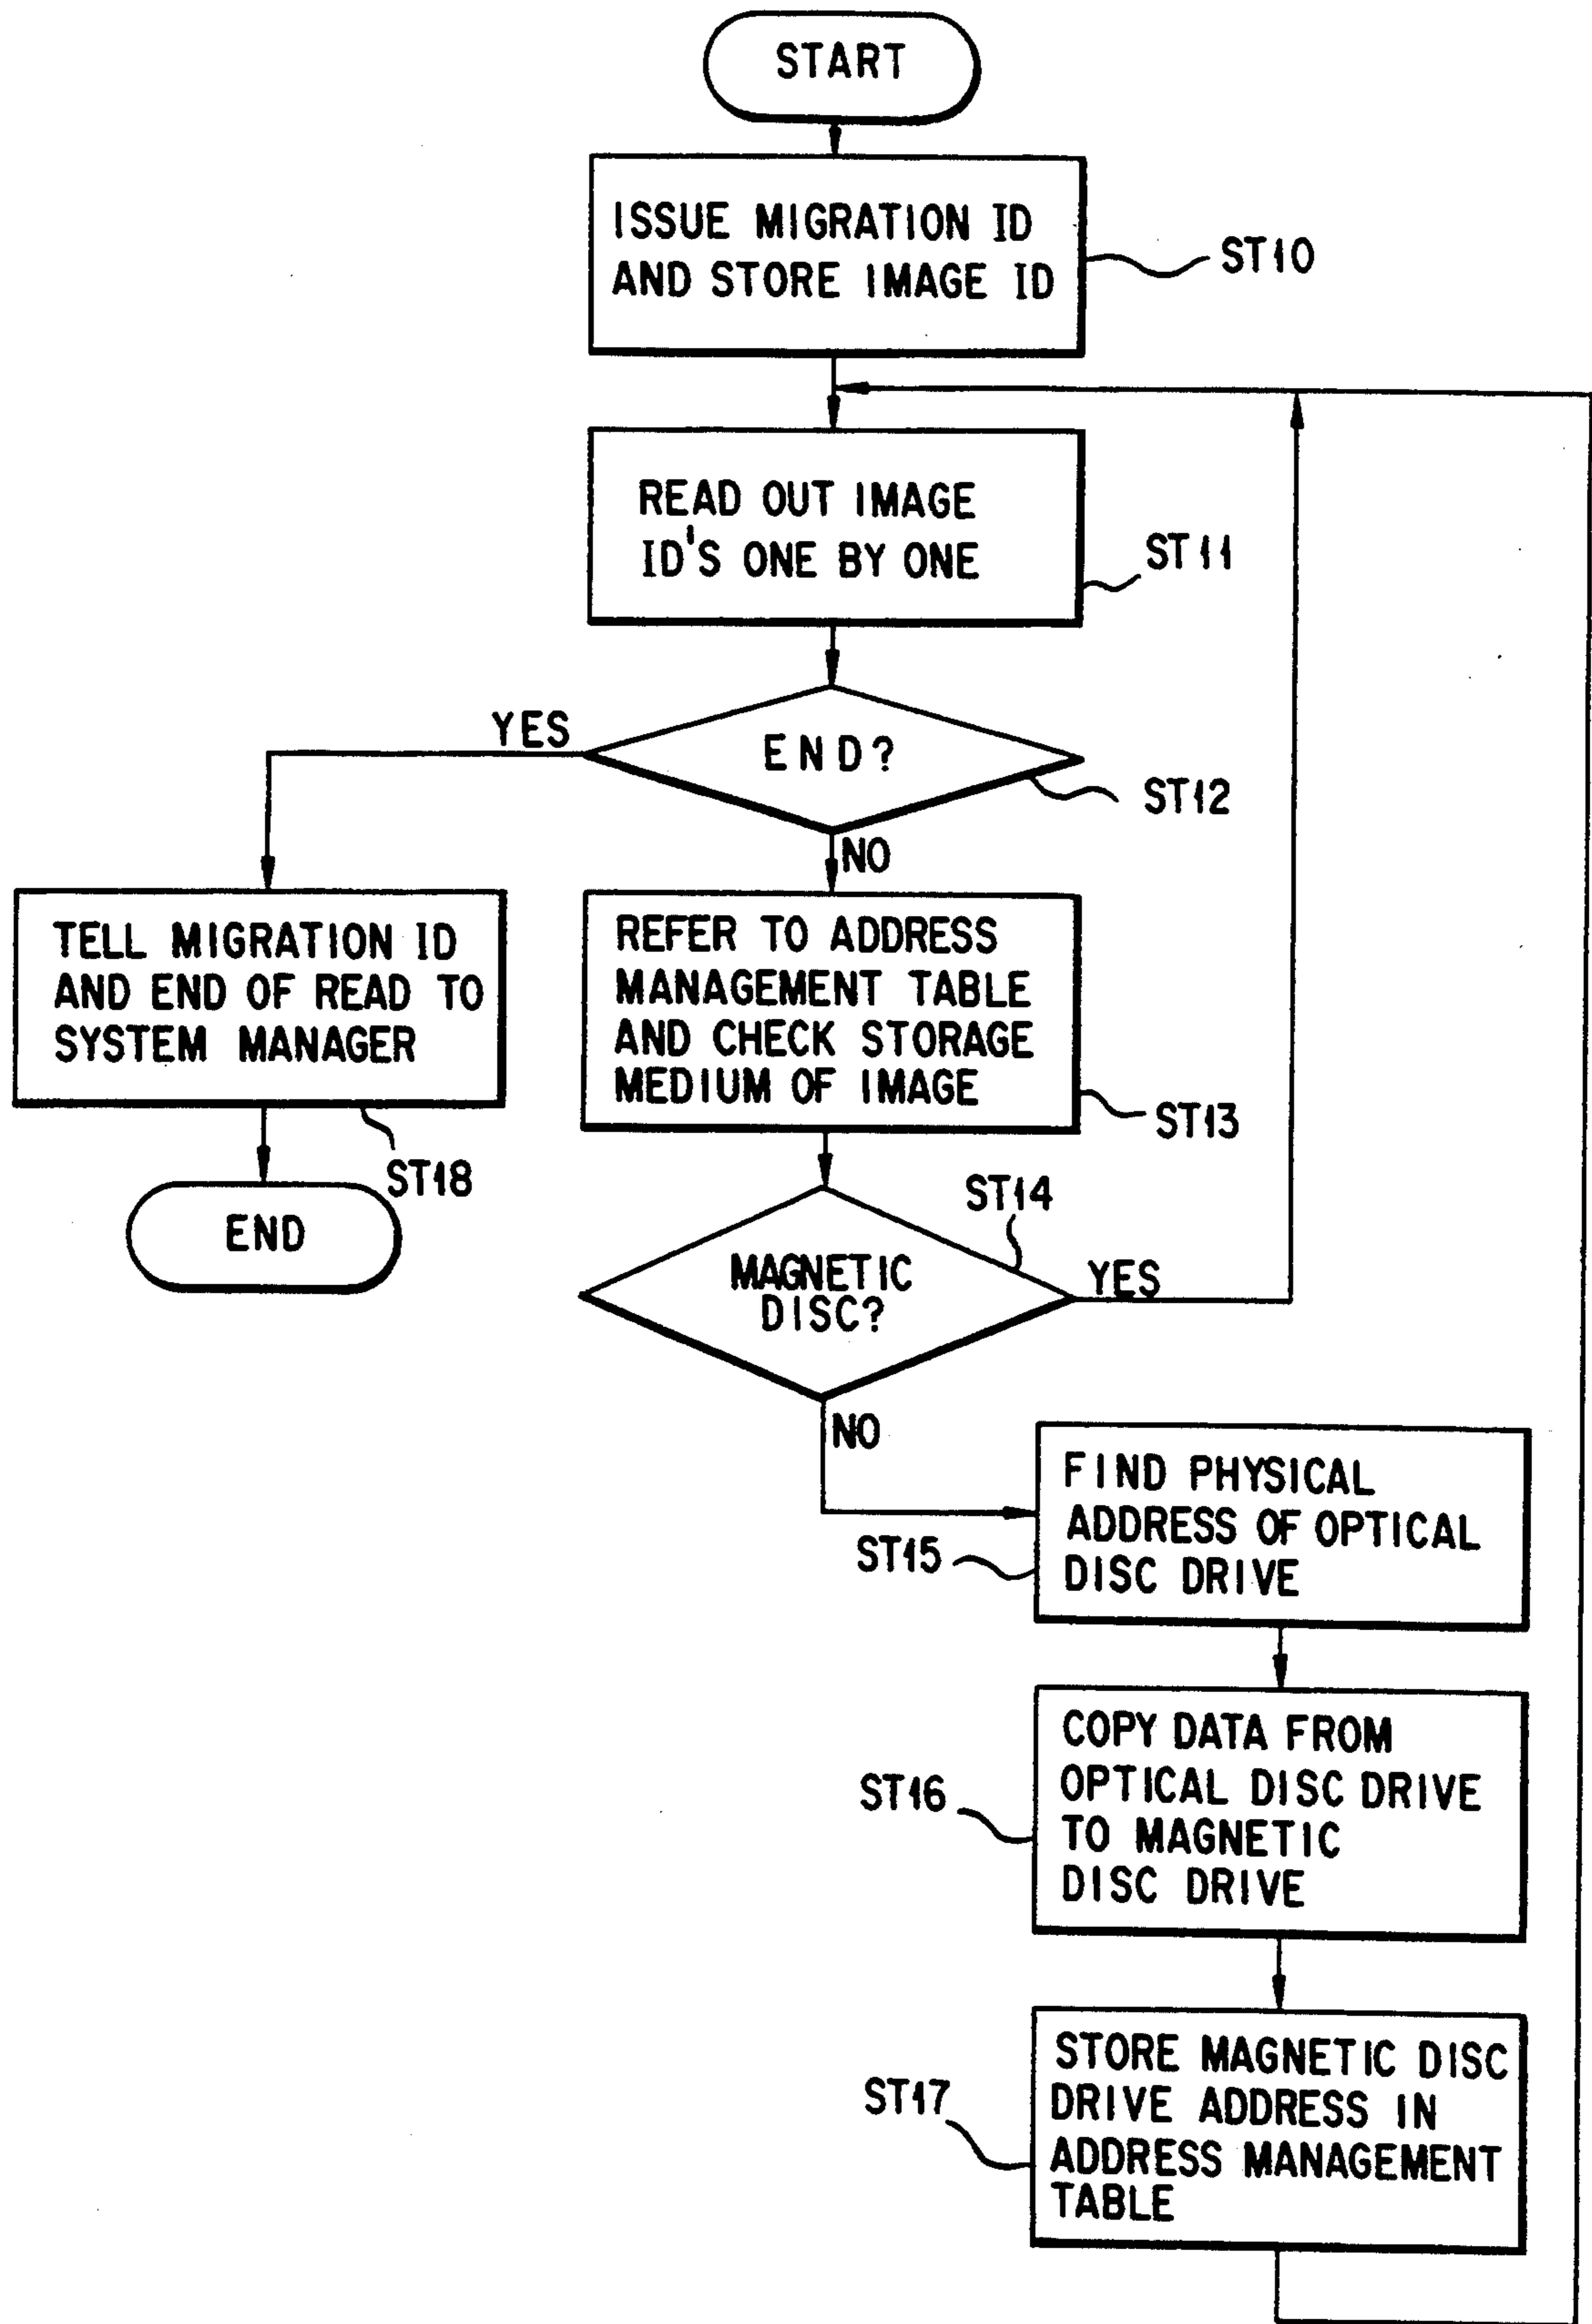 START
ISSUE MIGRATION ID
AND STORE IMAGE ID
ST10
READ OUT IMAGE
ID'S ONE BY ONE
ST11
END?
YES
ST12
NO
TELL MIGRATION ID
AND END OF READ TO
SYSTEM MANAGER
ST18
END
REFER TO ADDRESS
MANAGEMENT TABLE
AND CHECK STORAGE
MEDIUM OF IMAGE
ST13
ST14
MAGNETIC
DISC?
YES
NO
FIND PHYSICAL
ADDRESS OF OPTICAL
DISC DRIVE
ST15
COPY DATA FROM
OPTICAL DISC DRIVE
TO MAGNETIC
DISC DRIVE
ST16
STORE MAGNETIC DISC
DRIVE ADDRESS IN
ADDRESS MANAGEMENT
TABLE
ST17